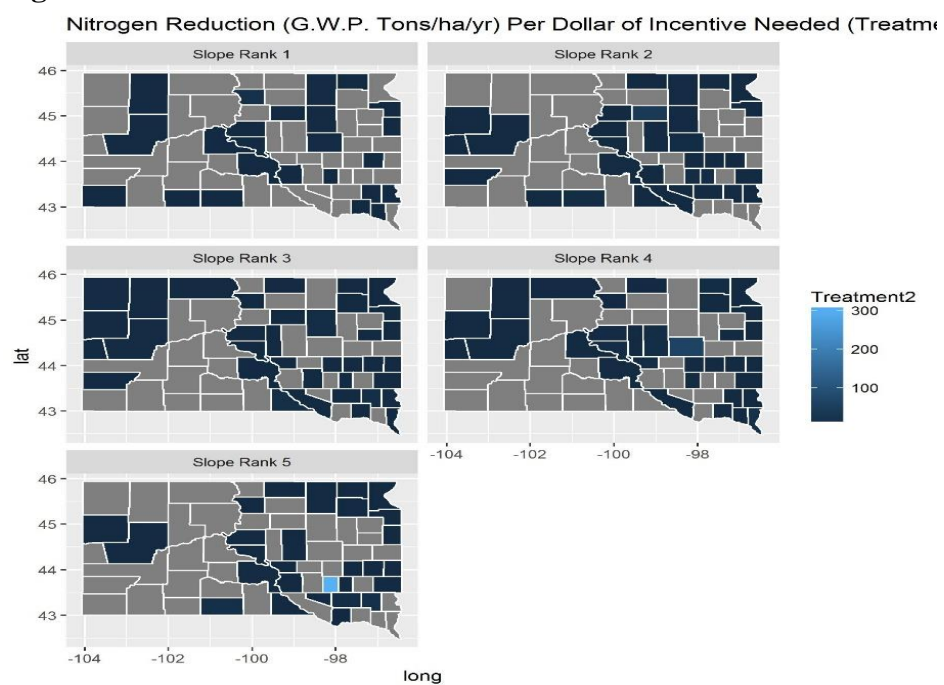 Nitrogen Reduction (G.W.P. Tons/ha/yr) Per Dollar of Incentive Needed (Treatme
Slope Rank 1
Slope Rank 2
46
45
44
43
Slope Rank 3
Slope Rank 4
46
45
44
43
lat
-104
-102
-100
-98
Treatment2
300
200
100
Slope Rank 5
46
45
44
43
-104
-102
-100
-98
long